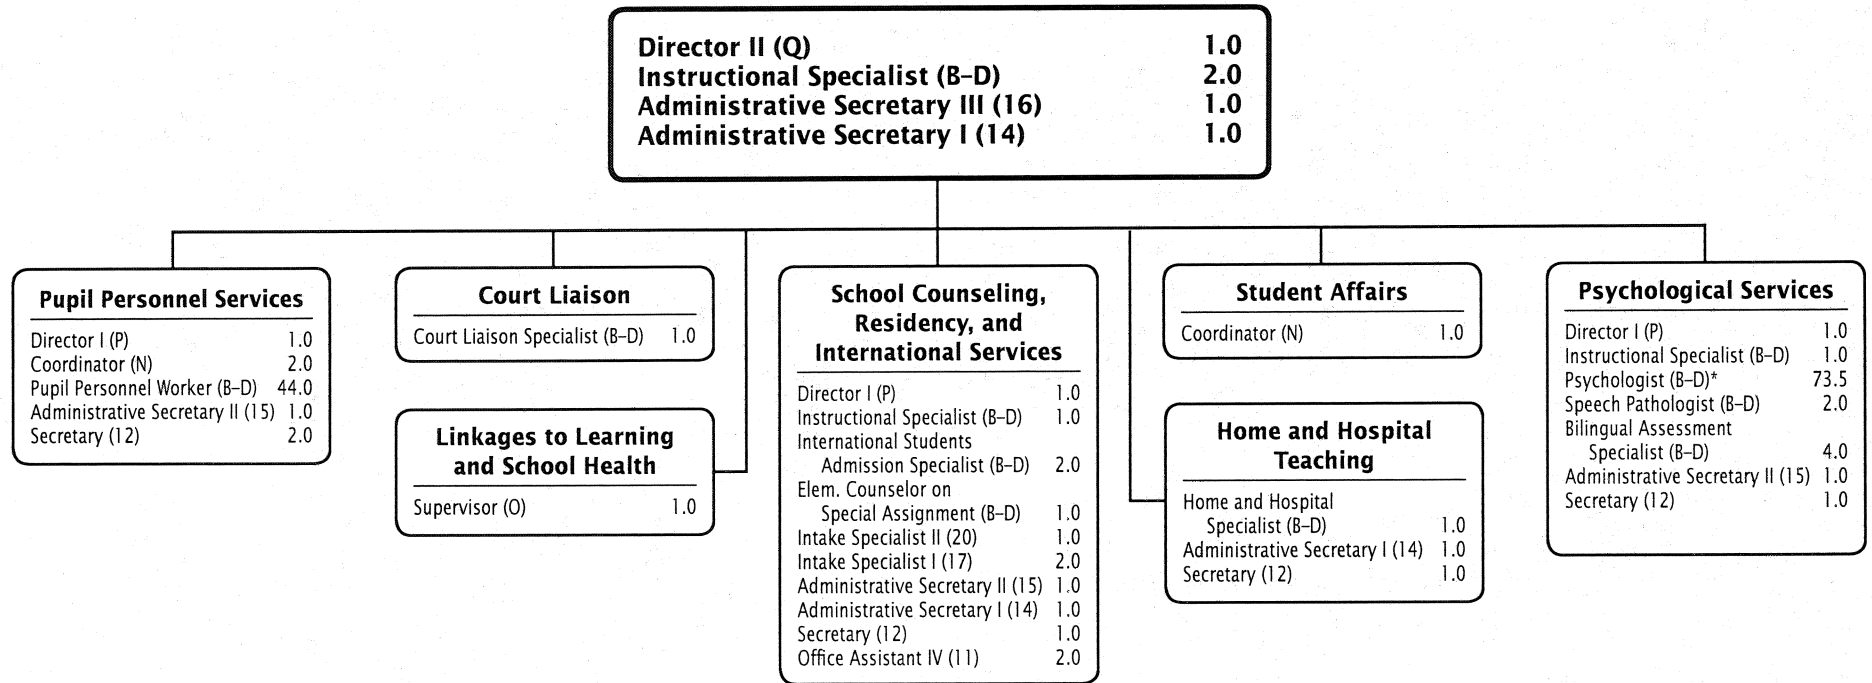 Director II (Q) 1.0
Instructional Specialist (B–D) 2.0
Administrative Secretary III (16) 1.0
Administrative Secretary I (14) 1.0
Pupil Personnel Services
Director I (P) 1.0
Coordinator (N) 2.0
Pupil Personnel Worker (B–D) 44.0
Administrative Secretary II (15) 1.0
Secretary (12) 2.0
Court Liaison
Court Liaison Specialist (B–D) 1.0
Linkages to Learning
and School Health
Supervisor (O) 1.0
School Counseling,
Residency, and
International Services
Director I (P) 1.0
Instructional Specialist (B–D) 1.0
International Students
Admission Specialist (B–D) 2.0
Elem. Counselor on
Special Assignment (B–D) 1.0
Intake Specialist II (20) 1.0
Intake Specialist I (17) 2.0
Administrative Secretary II (15) 1.0
Administrative Secretary I (14) 1.0
Secretary (12) 1.0
Office Assistant IV (11) 2.0
Student Affairs
Coordinator (N) 1.0
Home and Hospital
Teaching
Home and Hospital
Specialist (B–D) 1.0
Administrative Secretary I (14) 1.0
Secretary (12) 1.0
Psychological Services
Director I (P) 1.0
Instructional Specialist (B–D) 1.0
Psychologist (B–D)* 73.5
Speech Pathologist (B–D) 2.0
Bilingual Assessment
Specialist (B–D) 4.0
Administrative Secretary II (15) 1.0
Secretary (12) 1.0